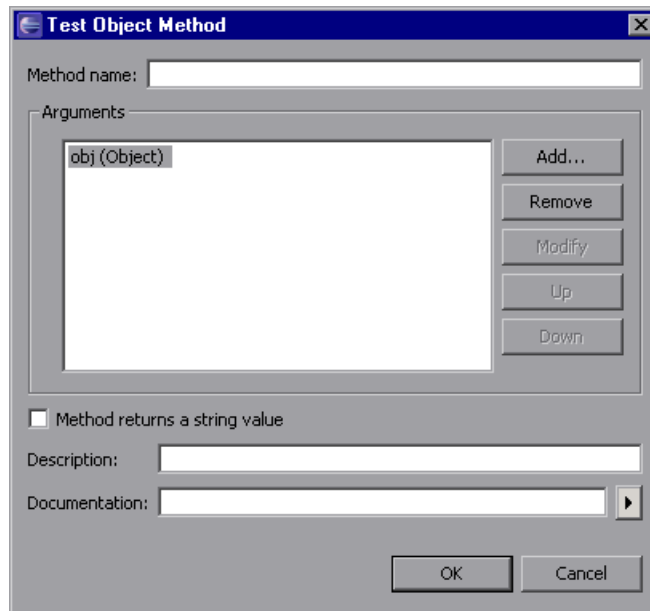 Test Object Method
Method name:
Arguments
obj (Object)
Add...
Remove
Modify
Up
Down
Method returns a string value
Description:
Documentation:
OK
Cancel